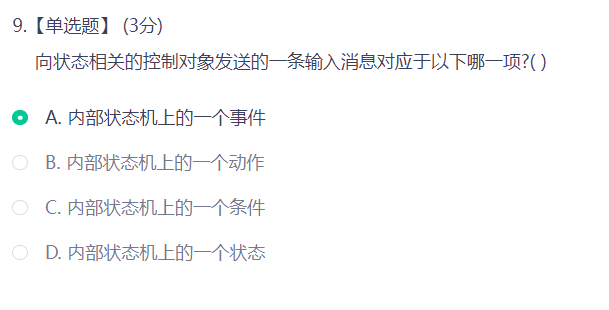 9.【单选题】 (3分)
向状态相关的控制对象发送的一条输入消息对应于以下哪一项?( )
A. 内部状态机上的一个事件
B. 内部状态机上的一个动作
C. 内部状态机上的一个条件
D. 内部状态机上的一个状态